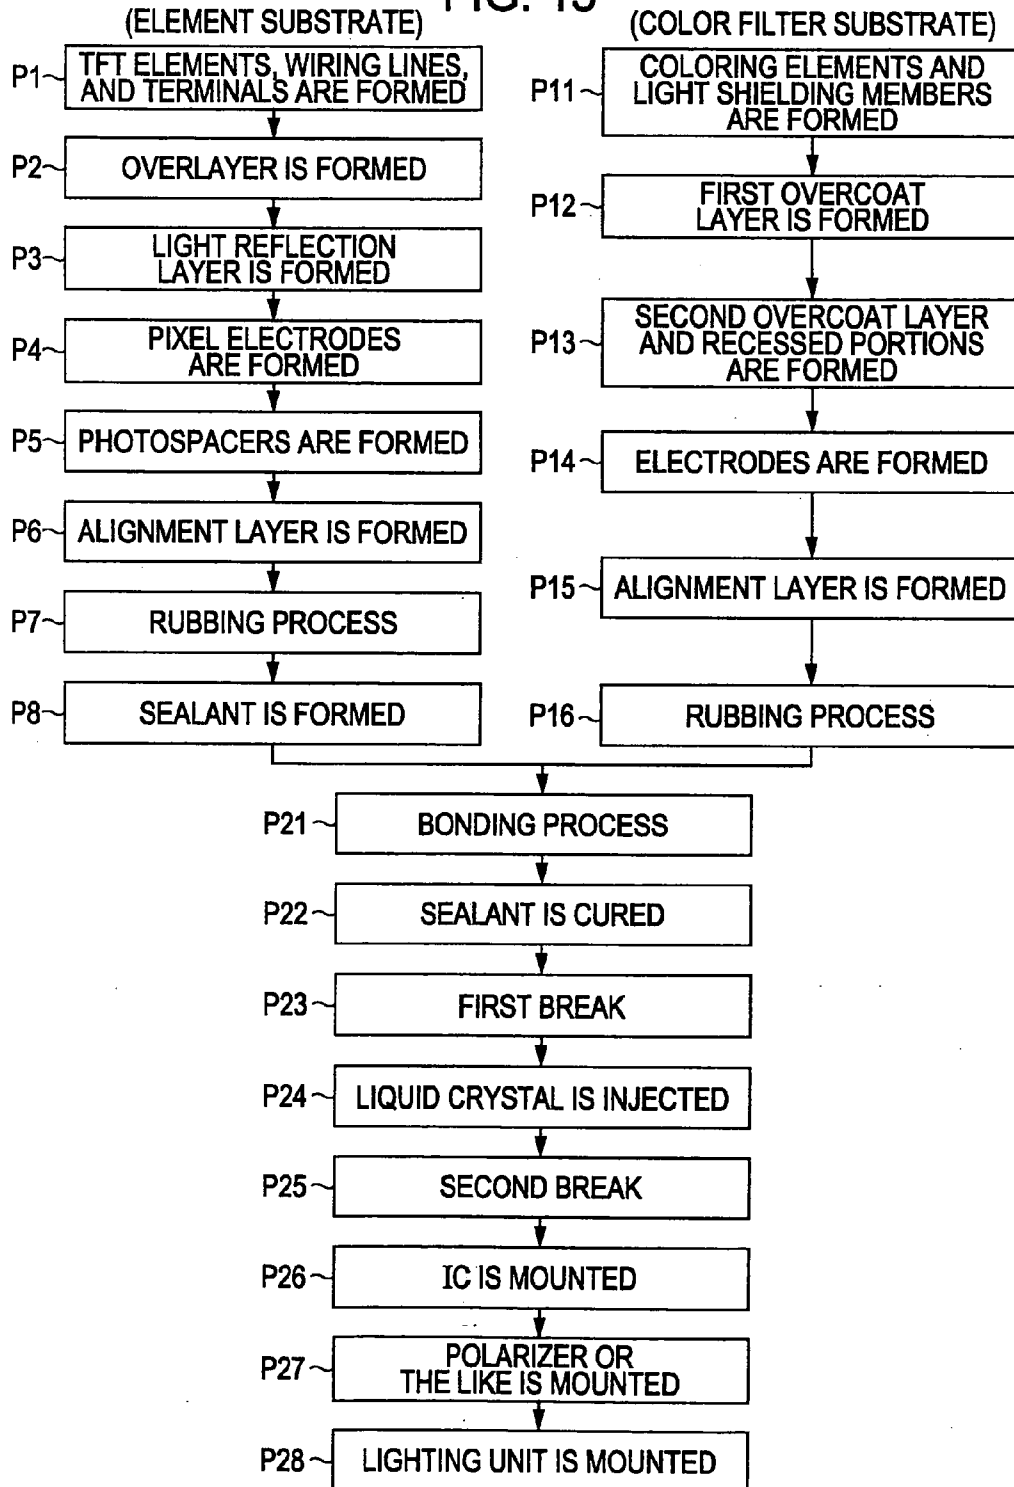 FIG. 15
(ELEMENT SUBSTRATE)
P1
TFT ELEMENTS, WIRING LINES,
AND TERMINALS ARE FORMED
P2
OVERLAYER IS FORMED
P3
LIGHT REFLECTION
LAYER IS FORMED
P4
PIXEL ELECTRODES
ARE FORMED
P5
PHOTOSPACERS ARE FORMED
P6
ALIGNMENT LAYER IS FORMED
P7
RUBBING PROCESS
P8
SEALANT IS FORMED
(COLOR FILTER SUBSTRATE)
P11
COLORING ELEMENTS AND
LIGHT SHIELDING MEMBERS
ARE FORMED
P12
FIRST OVERCOAT
LAYER IS FORMED
P13
SECOND OVERCOAT LAYER
AND RECESSED PORTIONS
ARE FORMED
P14
ELECTRODES ARE FORMED
P15
ALIGNMENT LAYER IS FORMED
P16
RUBBING PROCESS
P21
BONDING PROCESS
P22
SEALANT IS CURED
P23
FIRST BREAK
P24
LIQUID CRYSTAL IS INJECTED
P25
SECOND BREAK
P26
IC IS MOUNTED
P27
POLARIZER OR
THE LIKE IS MOUNTED
P28
LIGHTING UNIT IS MOUNTED